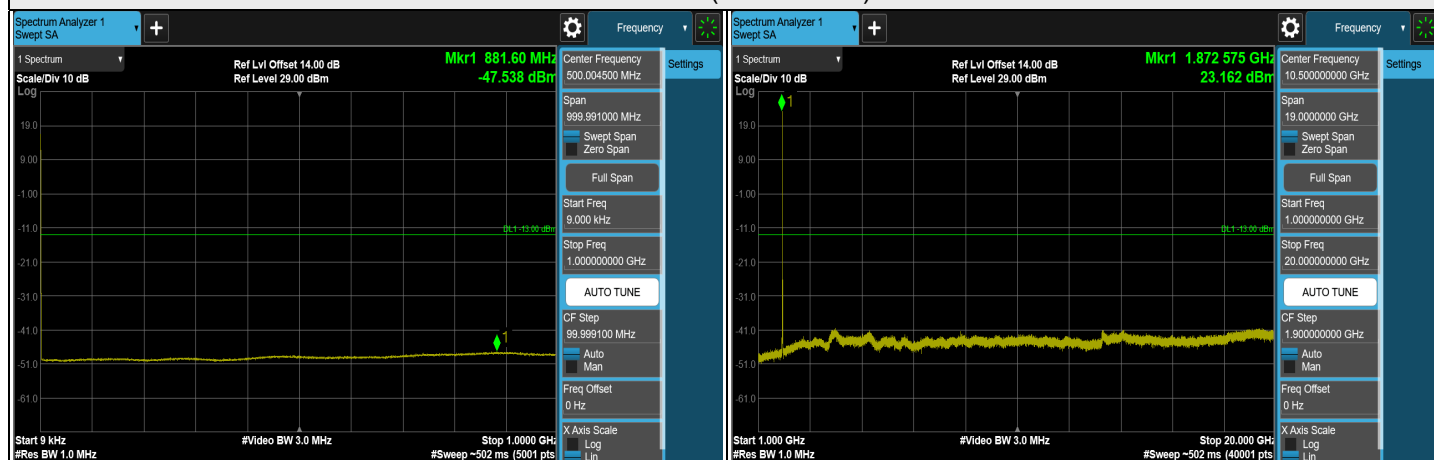 Spectrum Analyzer 1
Swept SA
+
Frequency
1 Spectrum
Scale/Div 10 dB
Ref Lvl Offset 14.00 dB
Ref Level 29.00 dBm
Mkr1 881.60 MHz
-47.538 dBm
Log
19.0
9.00
-1.00
-11.0
-21.0
-31.0
-41.0
-51.0
-61.0
DL1 -13.00 dBm
1
Start 9 kHz
#Res BW 1.0 MHz
#Video BW 3.0 MHz
Stop 1.0000 GHz
#Sweep ~502 ms (5001 pts
Center Frequency
500.004500 MHz
Settings
Span
999.991000 MHz
Swept Span
Zero Span
Full Span
Start Freq
9.000 kHz
Stop Freq
1.000000000 GHz
AUTO TUNE
CF Step
99.999100 MHz
Auto
Man
Freq Offset
0 Hz
X Axis Scale
Log
Lin
Spectrum Analyzer 1
Swept SA
+
Frequency
1 Spectrum
Scale/Div 10 dB
Ref Lvl Offset 14.00 dB
Ref Level 29.00 dBm
Mkr1 1.872 575 GHz
23.162 dBm
Log
1
19.0
9.00
-1.00
-11.0
-21.0
-31.0
-41.0
-51.0
-61.0
DL1 -13.00 dBm
Start 1.000 GHz
#Res BW 1.0 MHz
#Video BW 3.0 MHz
Stop 20.000 GHz
#Sweep ~502 ms (40001 pts
Center Frequency
10.50000000 GHz
Settings
Span
19.0000000 GHz
Swept Span
Zero Span
Full Span
Start Freq
1.000000000 GHz
Stop Freq
20.000000000 GHz
AUTO TUNE
CF Step
1.900000000 GHz
Auto
Man
Freq Offset
0 Hz
X Axis Scale
Log
Lin